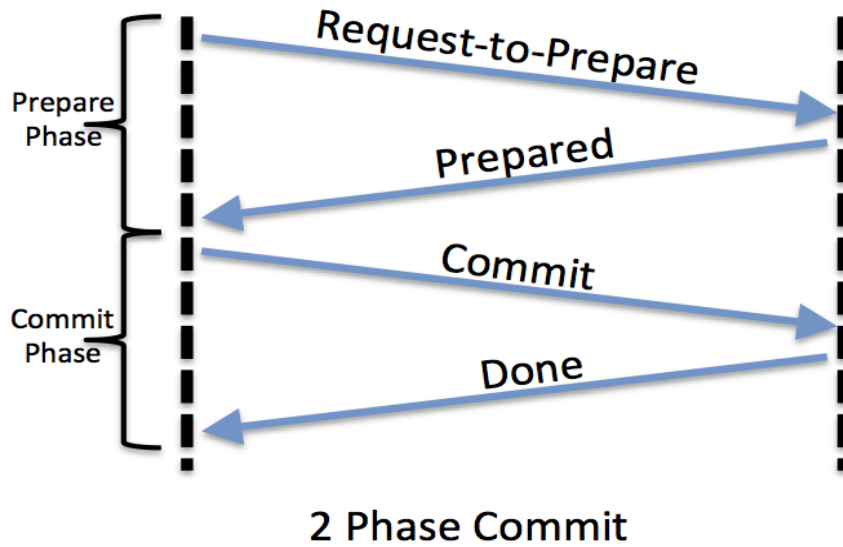 Request-to-Prepare
Prepare
Phase
Prepared
Commit
Commit
Phase
Done
2 Phase Commit